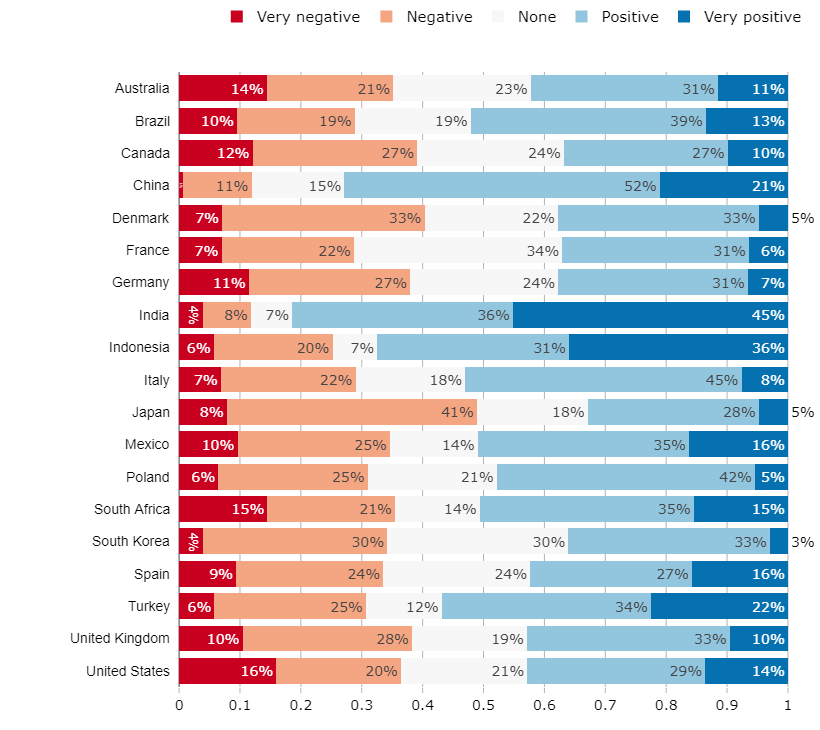 Very negative Negative None Positive Very positive
Australia 14% 21% 23% 31% 11%
Brazil 10% 19% 19% 39% 13%
Canada 12% 27% 24% 27% 10%
China 11% 15% 52% 21%
Denmark 7% 33% 22% 33% 5%
France 7% 22% 34% 31% 6%
Germany 11% 27% 24% 31% 7%
India 4% 8% 7% 36% 45%
Indonesia 6% 20% 7% 31% 36%
Italy 7% 22% 18% 45% 8%
Japan 8% 41% 18% 28% 5%
Mexico 10% 25% 14% 35% 16%
Poland 6% 25% 21% 42% 5%
South Africa 15% 21% 14% 35% 15%
South Korea 4% 30% 30% 33% 3%
Spain 9% 24% 24% 27% 16%
Turkey 6% 25% 12% 34% 22%
United Kingdom 10% 28% 19% 33% 10%
United States 16% 20% 21% 29% 14%
0 0.1 0.2 0.3 0.4 0.5 0.6 0.7 0.8 0.9 1